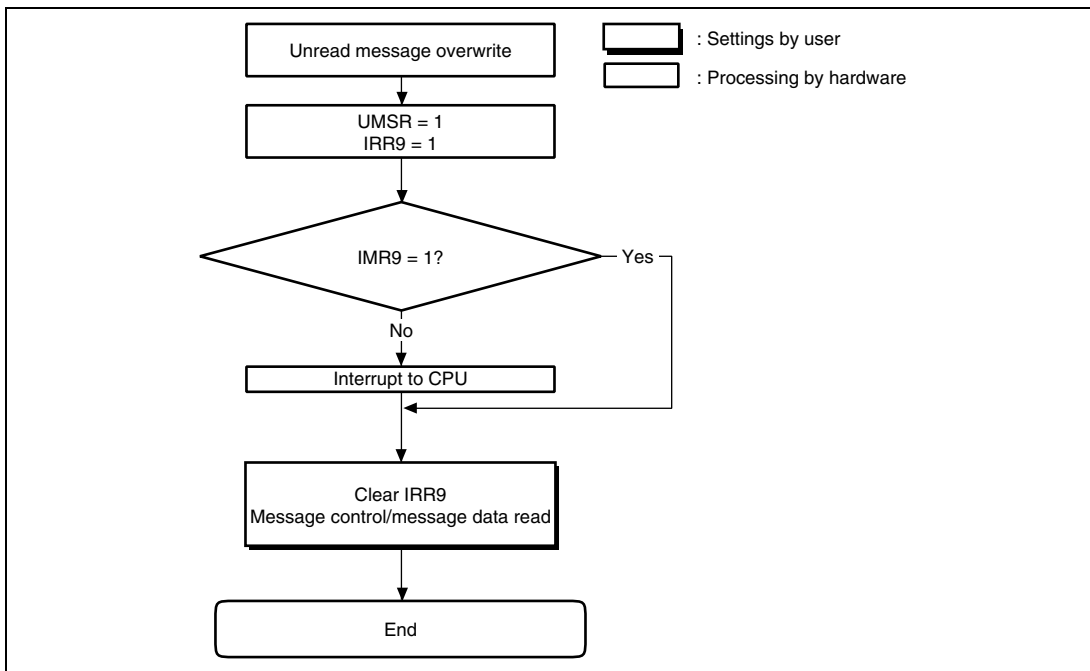 Unread message overwrite
: Settings by user
: Processing by hardware
UMSR = 1
IRR9 = 1
IMR9 = 1?
Yes
No
Interrupt to CPU
Clear IRR9
Message control/message data read
End